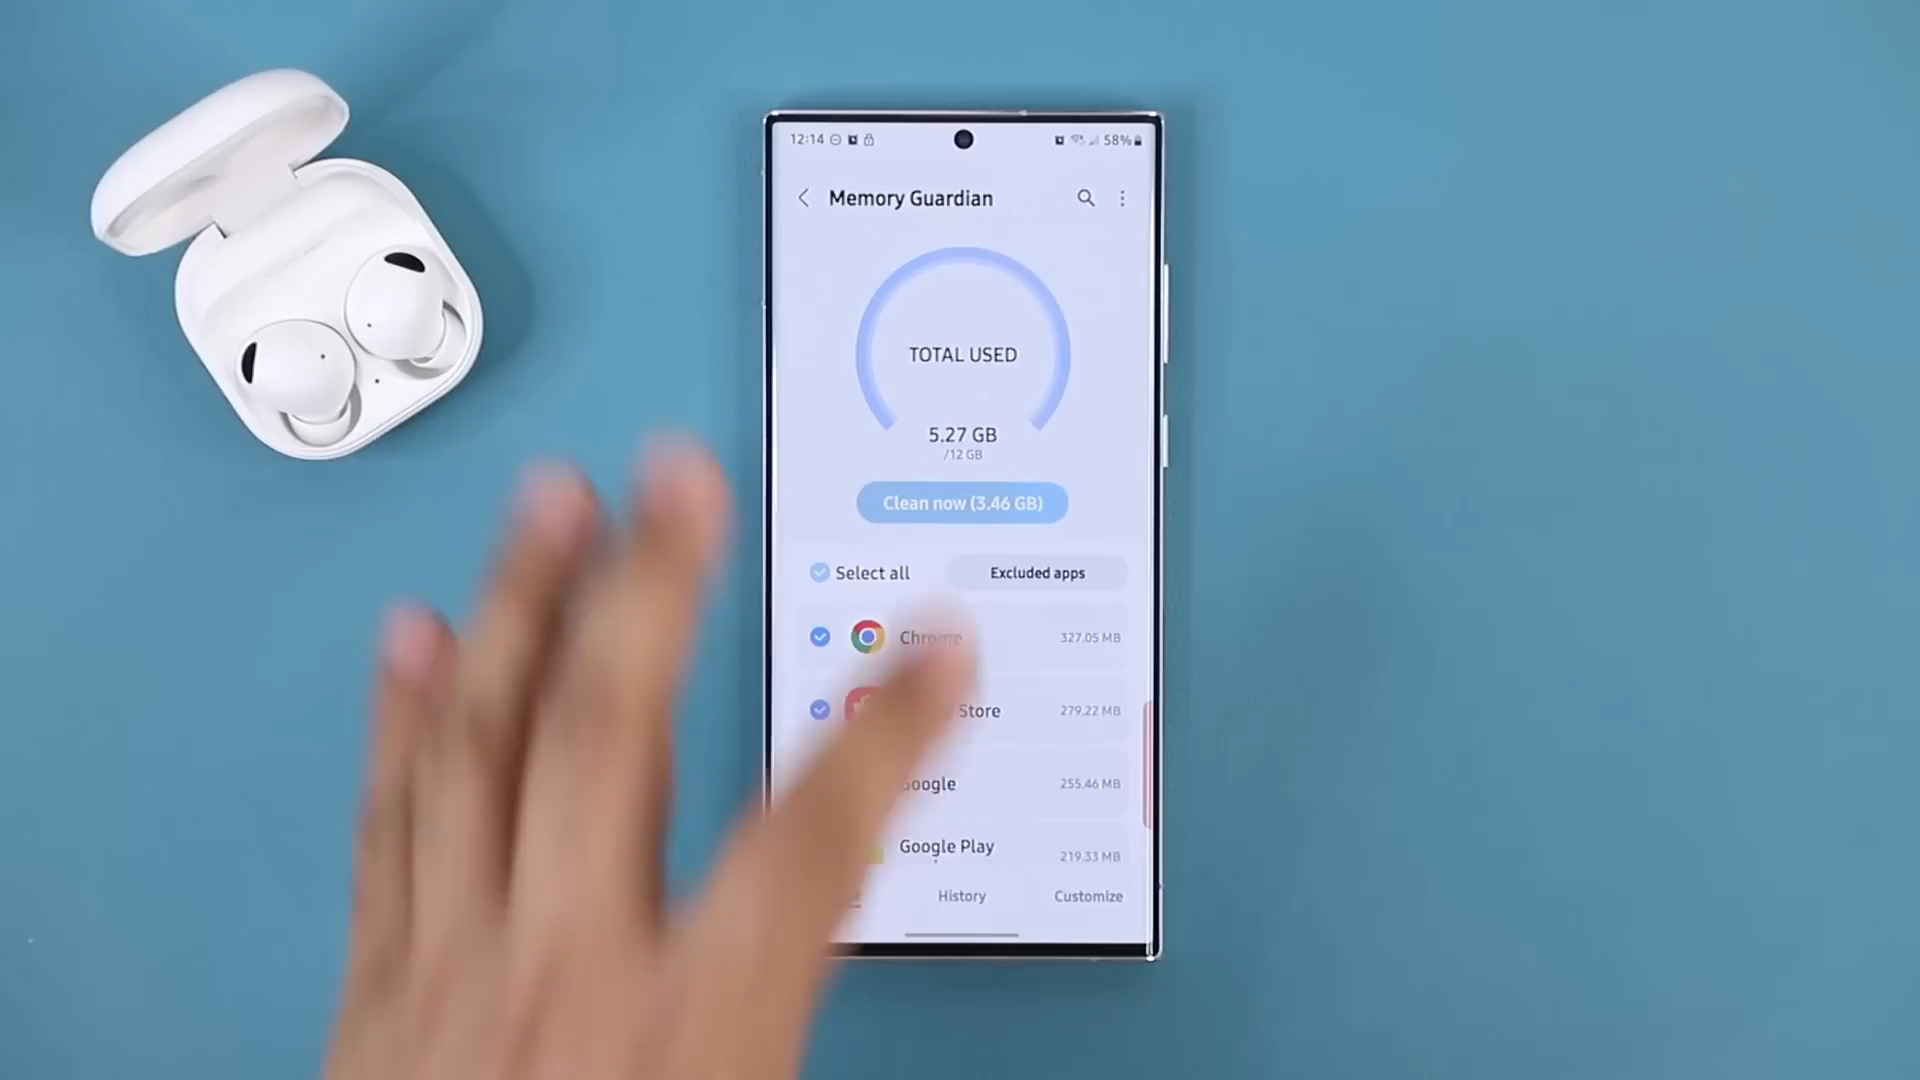 12:14
58%
Memory Guardian
TOTAL USED
5.27 GB
/12 GB
Clean now (3.46 GB)
Select all
Excluded apps
Chrome
327.05 MB
Store
279.22 MB
Google
255.46 MB
Google Play
219.33 MB
History
Customize